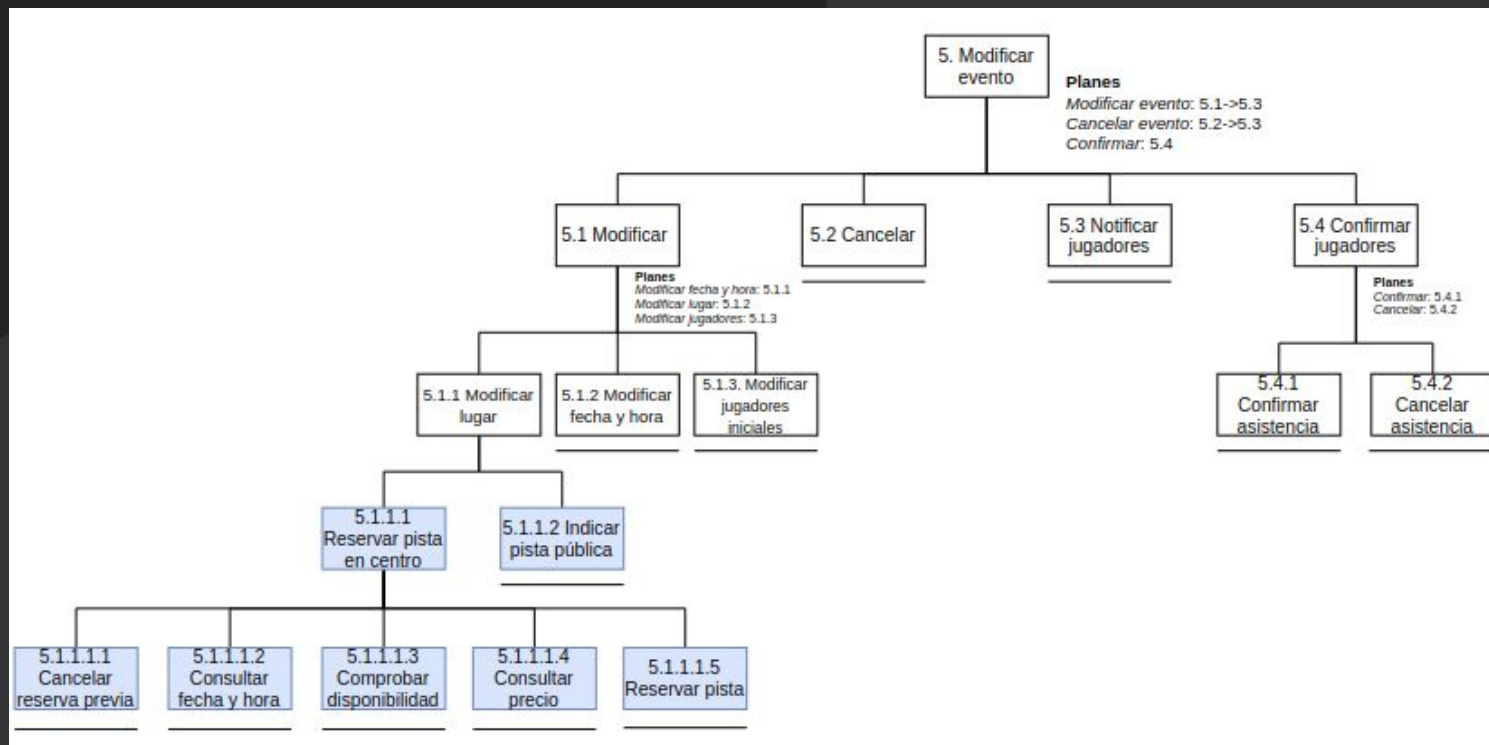 5. Modificar
evento
Planes
Modificar evento: 5.1->5.3
Cancelar evento: 5.2->5.3
Confirmar: 5.4
5.1 Modificar
5.2 Cancelar
5.3 Notificar
jugadores
5.4 Confirmar
jugadores
Planes
Modificar fecha y hora: 5.1.1
Modificar lugar: 5.1.2
Modificar jugadores: 5.1.3
Planes
Confirmar: 5.4.1
Cancelar: 5.4.2
5.1.1 Modificar
lugar
5.1.2 Modificar
fecha y hora
5.1.3. Modificar
jugadores
iniciales
5.4.1
Confirmar
asistencia
5.4.2
Cancelar
asistencia
5.1.1.1
Reservar pista
en centro
5.1.1.2 Indicar
pista pública
5.1.1.1.1
Cancelar
reserva previa
5.1.1.1.2
Consultar
fecha y hora
5.1.1.1.3
Comprobar
disponibilidad
5.1.1.1.4
Consultar
precio
5.1.1.1.5
Reservar pista